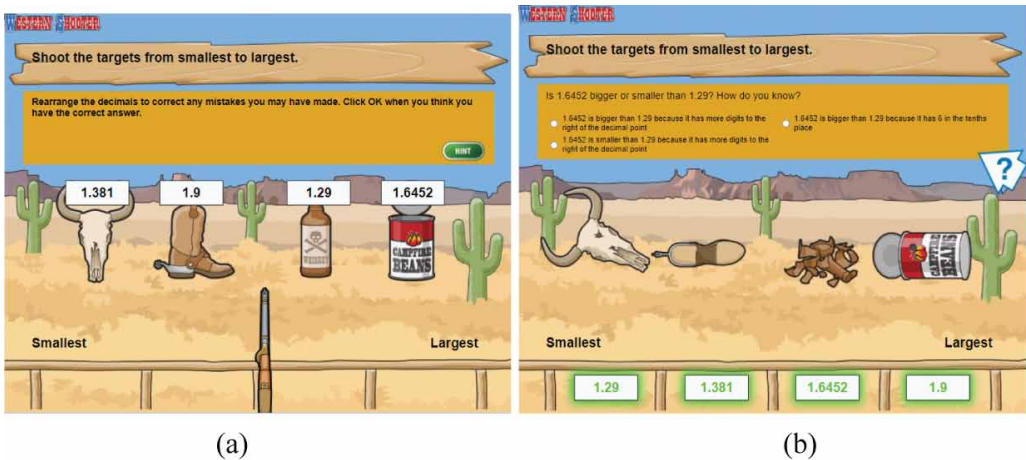 WESTERN SHOOTER
Shoot the targets from smallest to largest.
Rearrange the decimals to correct any mistakes you may have made. Click OK when you think you
have the correct answer.
HINT
1.381 1.9 1.29 1.6452
WHISKEY
CAMPFIRE
BEANS
Smallest Largest
(a)
WESTERN SHOOTER
Shoot the targets from smallest to largest.
Is 1.6452 bigger or smaller than 1.29? How do you know?
1.6452 is bigger than 1.29 because it has more digits to the
right of the decimal point
1.6452 is bigger than 1.29 because it has 6 in the tenths
place
1.6452 is smaller than 1.29 because it has more digits to the
right of the decimal point
?
CAMPFIRE
BEANS
Smallest Largest
1.29 1.381 1.6452 1.9
(b)